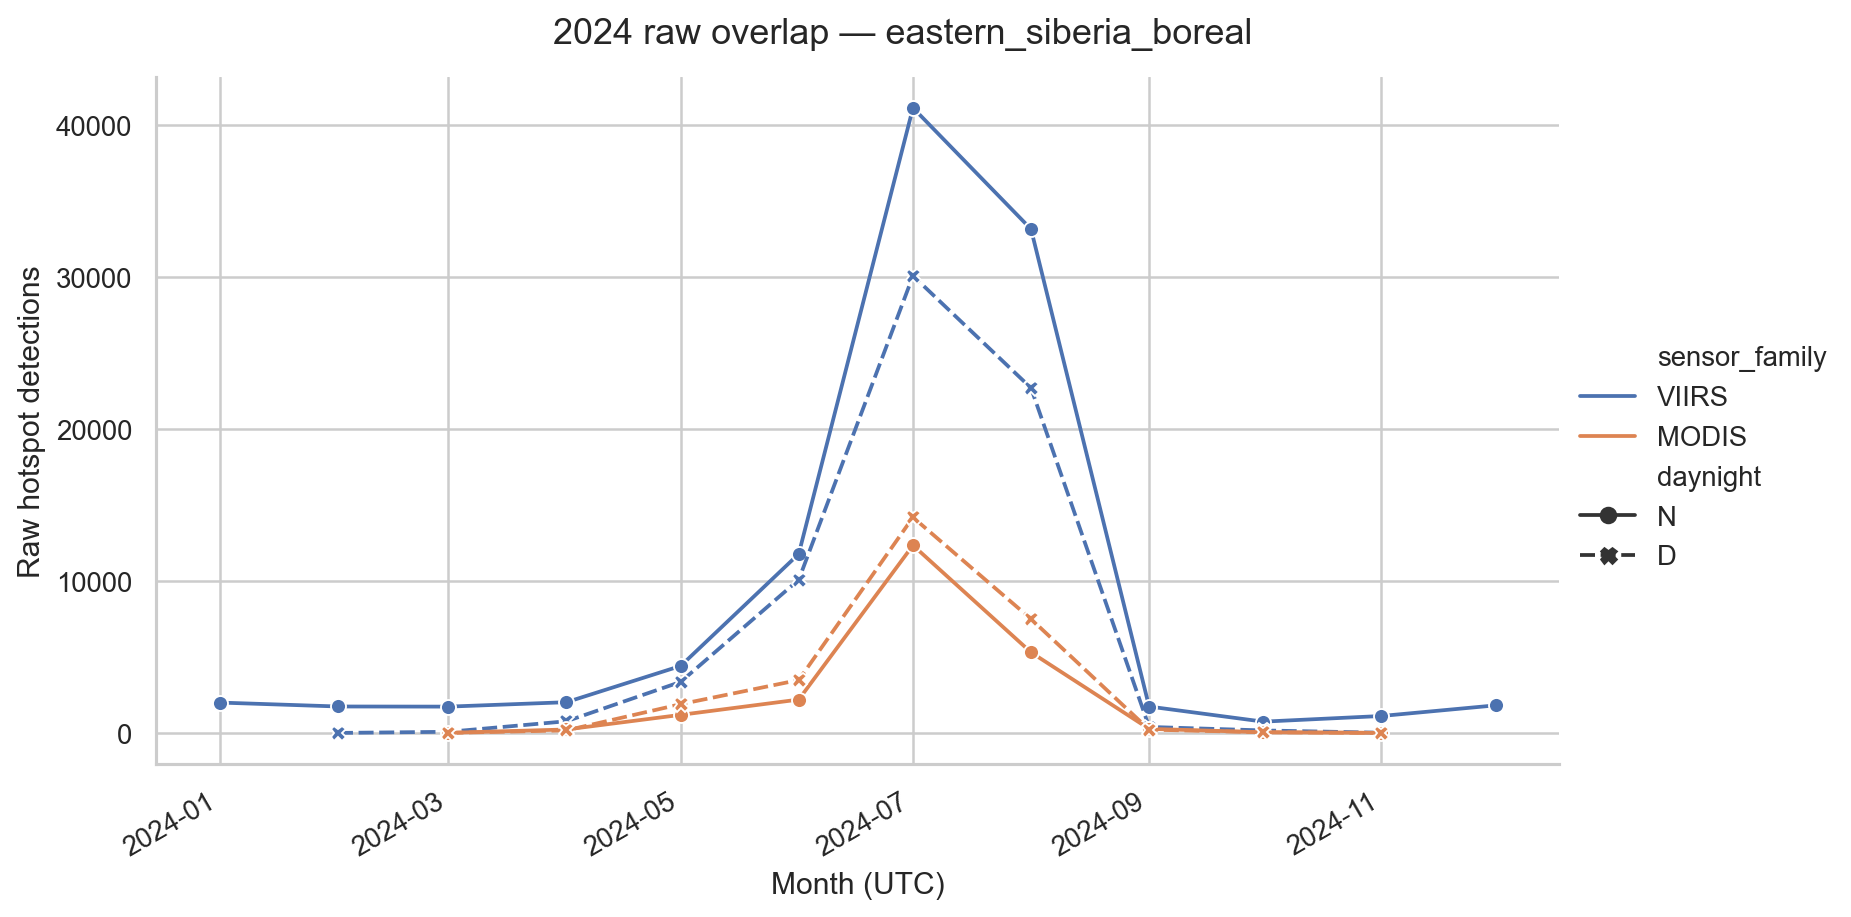 2024 raw overlap — eastern_siberia_boreal
Raw hotspot detections
40000
30000
20000
10000
0
2024-01
2024-03
2024-05
2024-07
2024-09
2024-11
Month (UTC)
sensor_family
VIIRS
MODIS
daynight
N
D